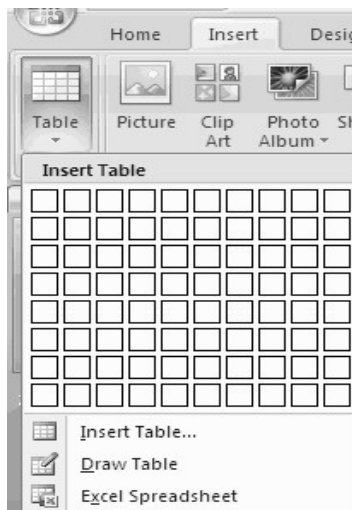 Home Insert
Table Picture Clip Art Photo Album
Insert Table
Insert Table...
Draw Table
Excel Spreadsheet